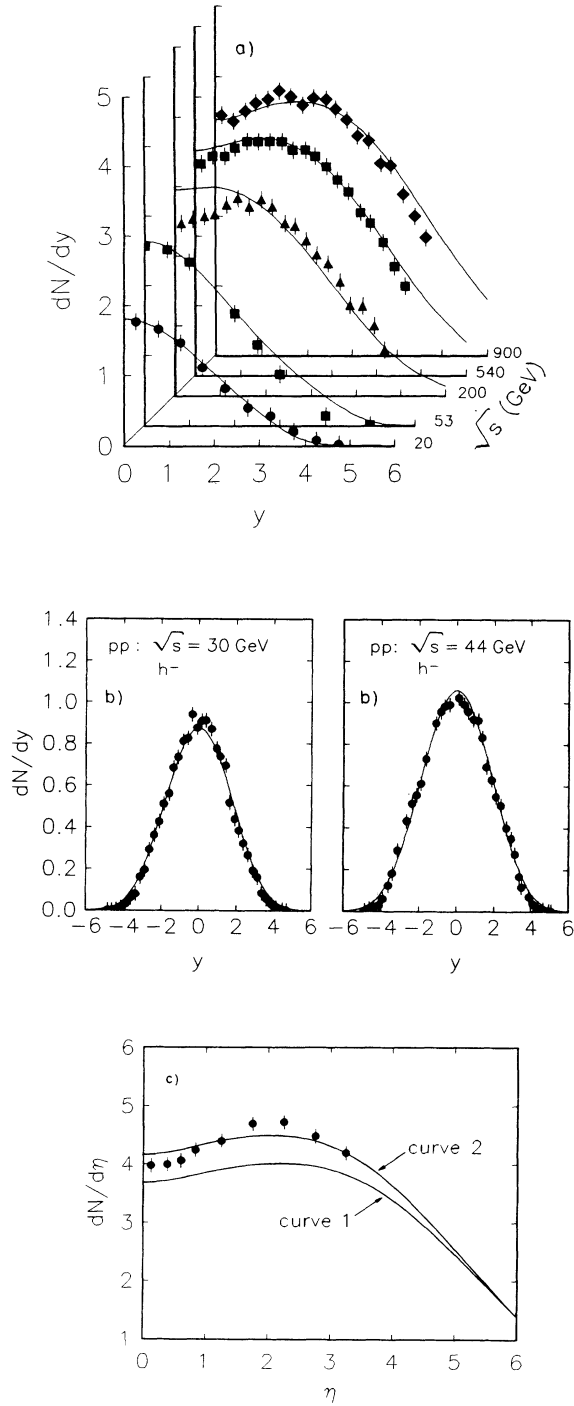 a)
5
4
3
2
1
0
dN/dy
0 1 2 3 4 5 6
y
900
540
200
53
20
√s (GeV)
1.4
1.2
1.0
0.8
0.6
0.4
0.2
0.0
dN/dy
pp : √s = 30 GeV
h−
b)
−6 −4 −2 0 2 4 6
y
pp: √s = 44 GeV
h−
b)
−6 −4 −2 0 2 4 6
y
6
5
4
3
2
1
dN/dη
c)
curve 2
curve 1
0 1 2 3 4 5 6
η